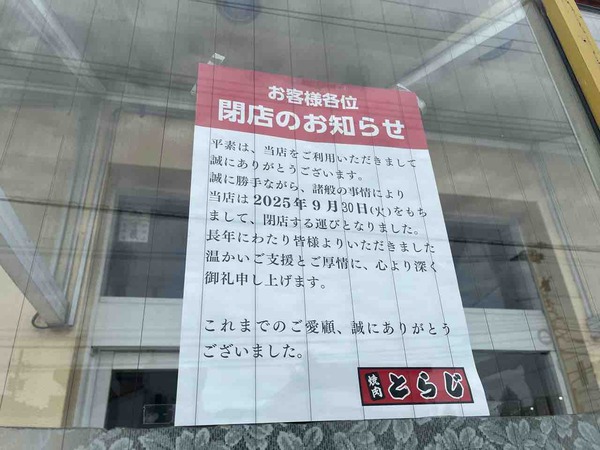 お客様各位
閉店のお知らせ
平素は、当店をご利用いただきまして
誠にありがとうございます。
誠に勝手ながら、諸般の事情により
当店は2025年9月30日(火)をもち
まして、閉店する運びとなりました。
長年にわたり皆様よりいただきました
温かいご支援とご厚情に、心より深く
御礼申し上げます。
これまでのご愛顧、誠にありがとう
ございました。
焼肉 とらじ